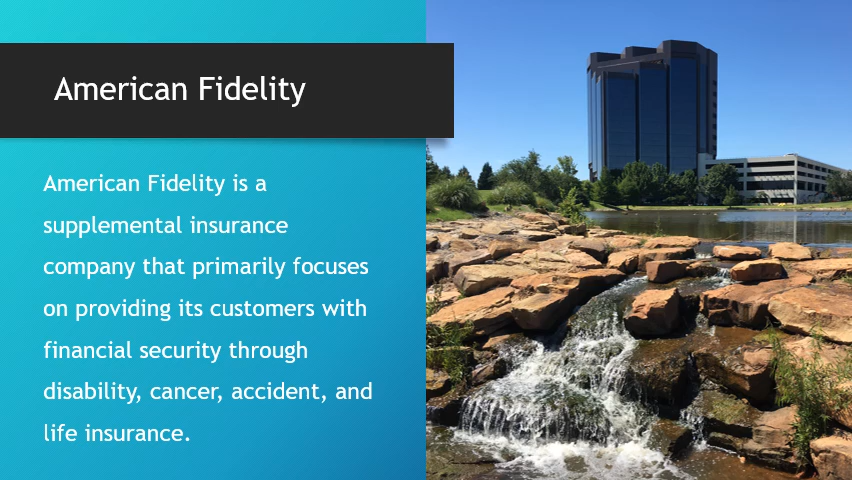 American Fidelity
American Fidelity is a
supplemental insurance
company that primarily focuses
on providing its customers with
financial security through
disability, cancer, accident, and
life insurance.